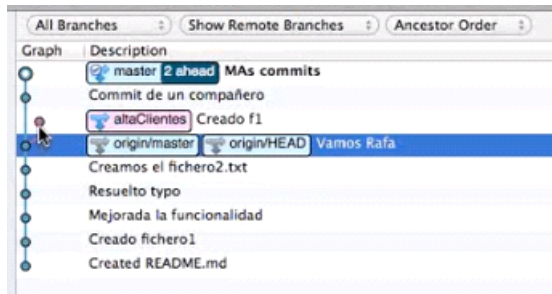 All Branches Show Remote Branches Ancestor Order
Graph Description
master 2 ahead MAs commits
Commit de un compañero
altaClientes Creado f1
origin/master origin/HEAD Vamos Rafa
Creamos el fichero2.txt
Resuelto typo
Mejorada la funcionalidad
Creado fichero1
Created README.md